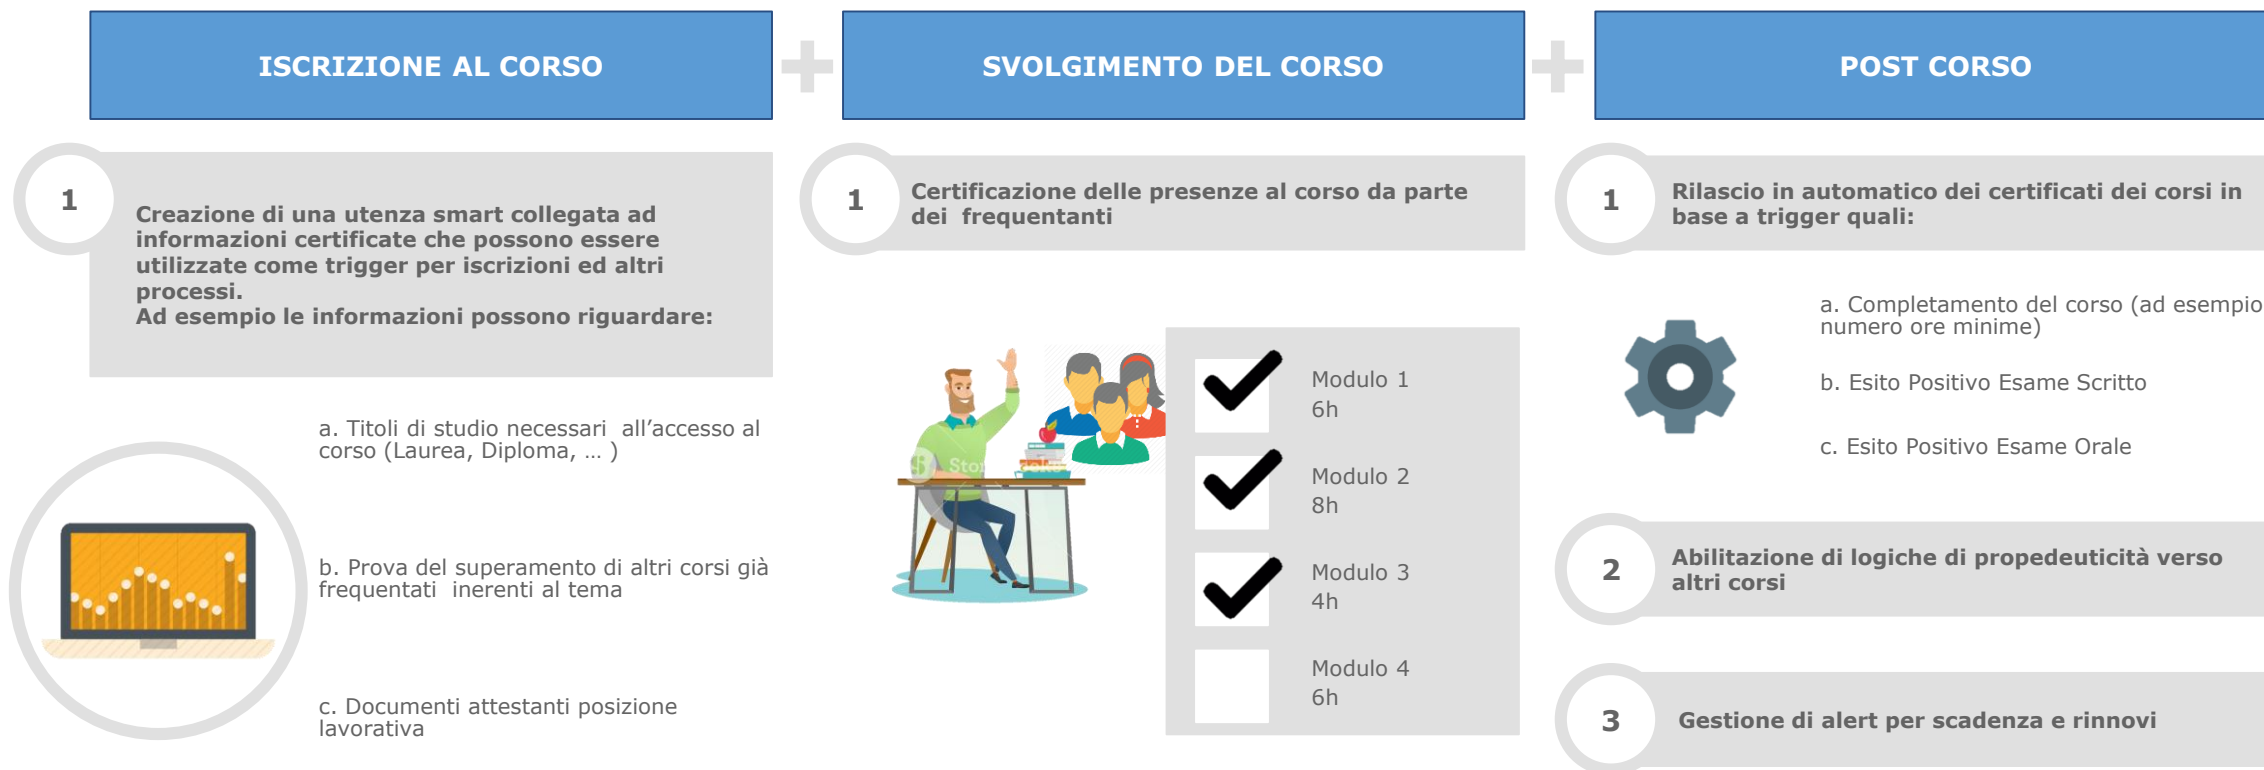 ISCRIZIONE AL CORSO
SVOLGIMENTO DEL CORSO
POST CORSO
1
Creazione di una utenza smart collegata ad
informazioni certificate che possono essere
utilizzate come trigger per iscrizioni ed altri
processi.
Ad esempio le informazioni possono riguardare:
a. Titoli di studio necessari all’accesso al
corso (Laurea, Diploma, … )
b. Prova del superamento di altri corsi già
frequentati inerenti al tema
c. Documenti attestanti posizione
lavorativa
1
Certificazione delle presenze al corso da parte
dei frequentanti
Modulo 1
6h
Modulo 2
8h
Modulo 3
4h
Modulo 4
6h
1
Rilascio in automatico dei certificati dei corsi in
base a trigger quali:
a. Completamento del corso (ad esempio
numero ore minime)
b. Esito Positivo Esame Scritto
c. Esito Positivo Esame Orale
2
Abilitazione di logiche di propedeuticità verso
altri corsi
3
Gestione di alert per scadenza e rinnovi